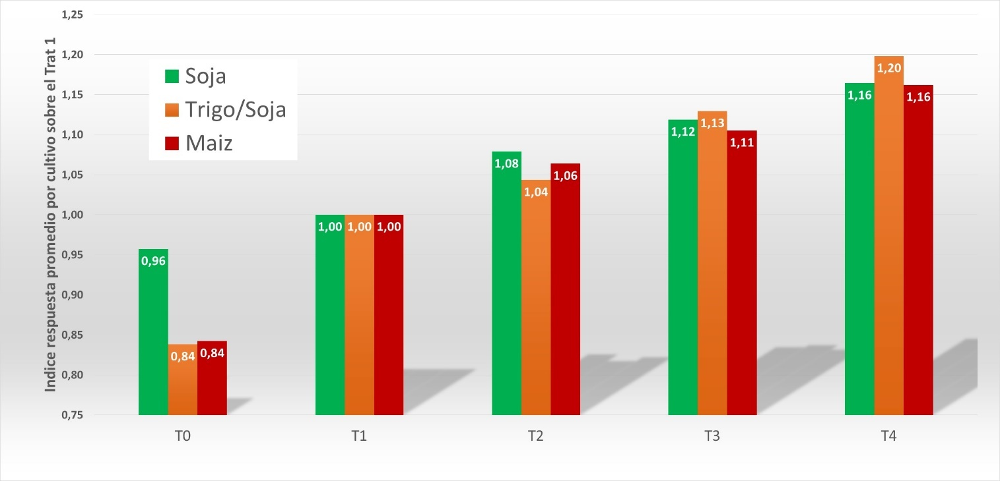 Indice respuesta promedio por cultivo sobre el Trat 1
1,25
1,20
1,15
1,10
1,05
1,00
0,95
0,90
0,85
0,80
0,75
Soja
Trigo/Soja
Maiz
0,96
0,84
0,84
1,00
1,00
1,00
1,08
1,04
1,06
1,12
1,13
1,11
1,16
1,20
1,16
T0
T1
T2
T3
T4